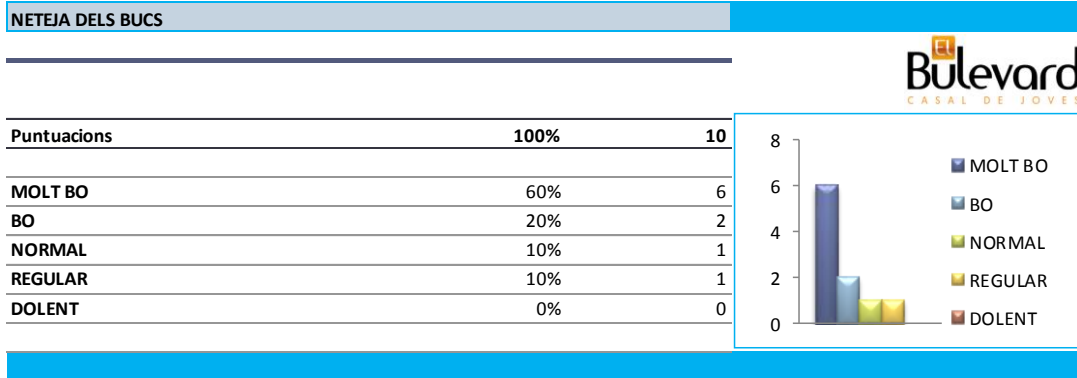 NETEJA DELS BUCS
EL
Bulevard
CASAL DE JOVES
Puntuacions 100% 10
MOLT BO 60% 6
BO 20% 2
NORMAL 10% 1
REGULAR 10% 1
DOLENT 0% 0
8
6
4
2
0
MOLT BO
BO
NORMAL
REGULAR
DOLENT